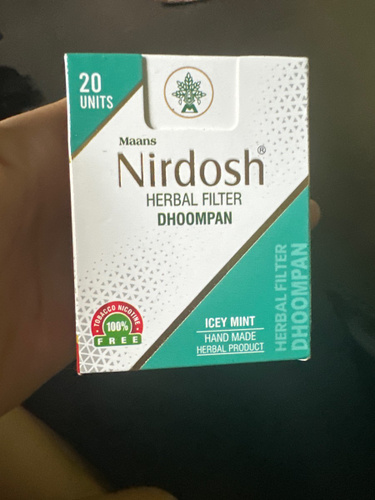 20
UNITS
Maans
Nirdosh®
HERBAL FILTER
DHOOMPAN
TOBACCO NICOTINE
100%
FREE
ICEY MINT
HAND MADE
HERBAL PRODUCT
HERBAL FILTER
DHOOMPAN